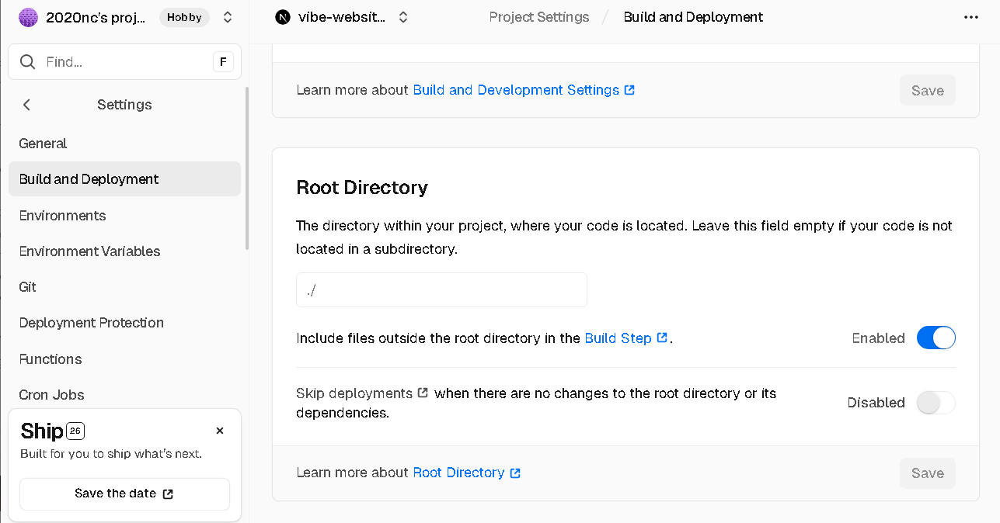 2020nc's proj... Hobby
vibe-websit...
Project Settings / Build and Deployment
Find... F
Settings
General
Build and Deployment
Environments
Environment Variables
Git
Deployment Protection
Functions
Cron Jobs
Ship 26
Built for you to ship what's next.
Save the date
Learn more about Build and Development Settings
Save
Root Directory
The directory within your project, where your code is located. Leave this field empty if your code is not
located in a subdirectory.
./
Include files outside the root directory in the Build Step .
Enabled
Skip deployments when there are no changes to the root directory or its
dependencies.
Disabled
Learn more about Root Directory
Save